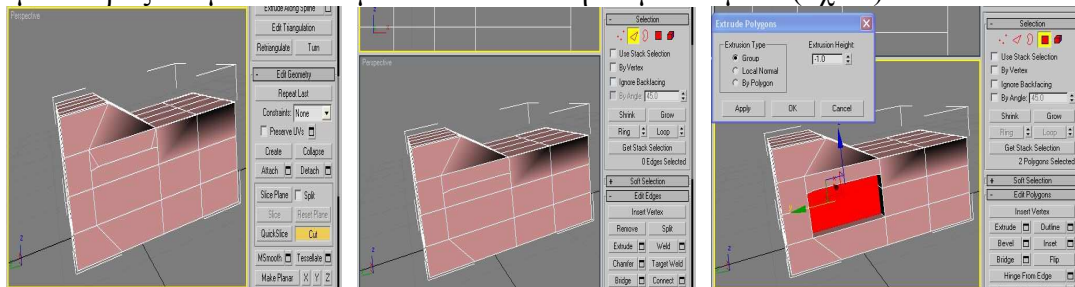 Perspective
Extrude Along Spine
Edit Triangulation
Retriangulate Turn
- Edit Geometry
Repeat Last
Constraints: None
Preserve UVs
Create Collapse
Attach Detach
Slice Plane Split
Slice Reset Plane
QuickSlice Cut
MSmooth Tessellate
Make Planar X Y Z
Perspective
- Selection
Use Stack Selection
By Vertex
Ignore Backfacing
By Angle: 45.0
Shrink Grow
Ring Loop
Get Stack Selection
0 Edges Selected
+ Soft Selection
- Edit Edges
Insert Vertex
Remove Split
Extrude Weld
Chamfer Target Weld
Bridge Connect
Extrude Polygons
Extrusion Type
Group
Local Normal
By Polygon
Extrusion Height
-1.0
Apply OK Cancel
- Selection
Use Stack Selection
By Vertex
Ignore Backfacing
By Angle: 45.0
Shrink Grow
Ring Loop
Get Stack Selection
2 Polygons Selected
+ Soft Selection
- Edit Polygons
Insert Vertex
Extrude Outline
Bevel Inset
Bridge Flip
Hinge From Edge